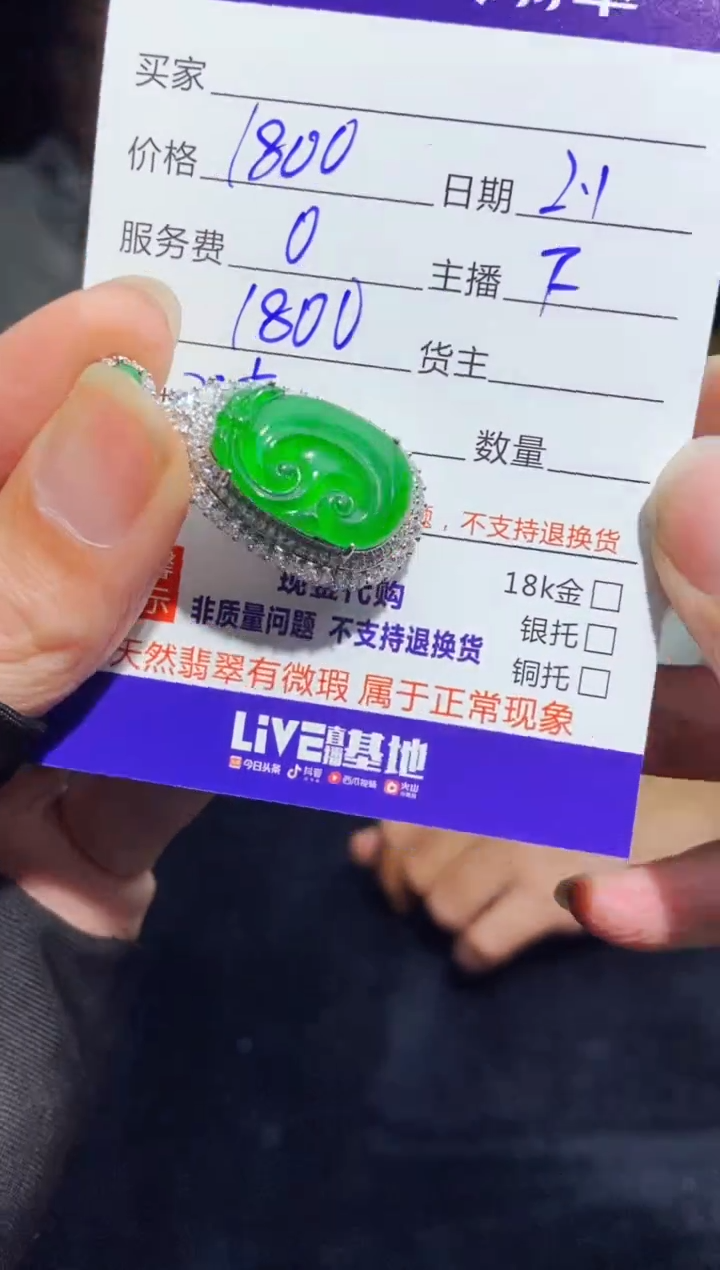 买家
价格 1800 日期 2.1
服务费 0 主播 F
1800 货主
数量
，不支持退换货
18k金
现金代购
银托
非质量问题 不支持退换货
铜托
示
天然翡翠有微瑕 属于正常现象
LiVE直播基地
今日头条 抖音 西瓜视频 火山